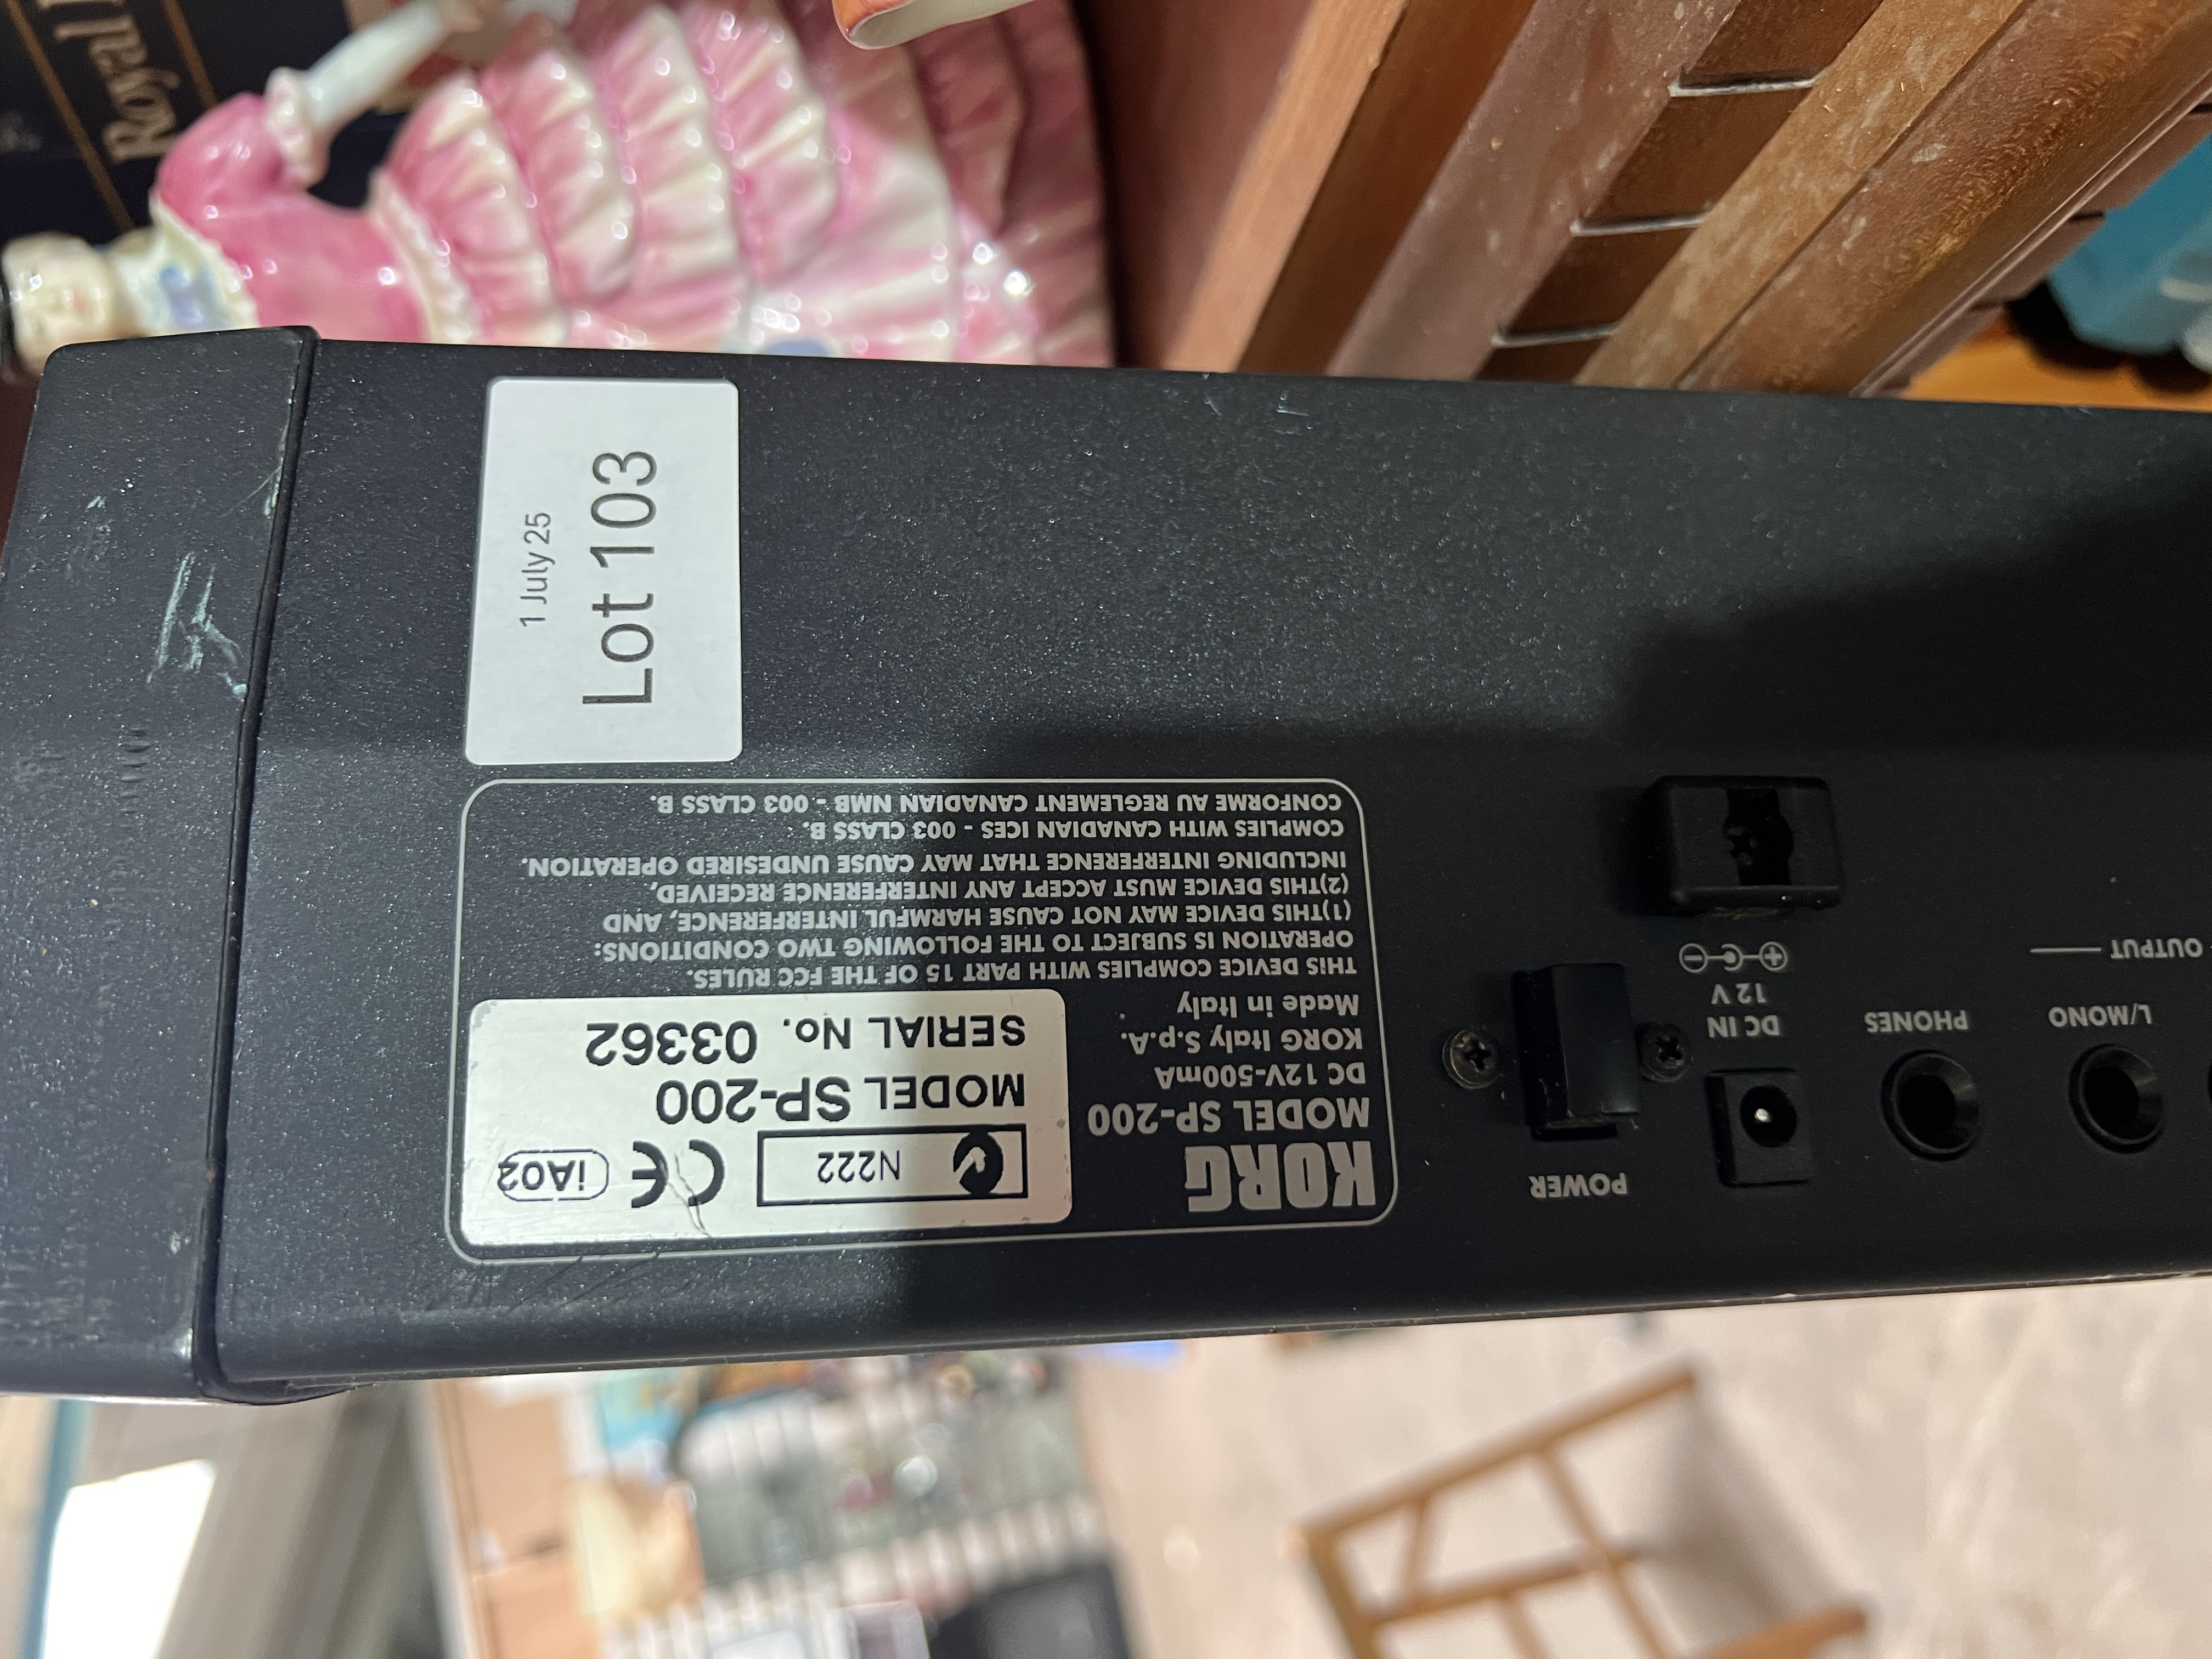 Royal
1 July 25
Lot 103
KORG
MODEL SP-200
DC 12V-500mA
KORG Italy S.p.A.
Made in Italy
N222
CE
iA02
MODEL SP-200
SERIAL No. 03362
THIS DEVICE COMPLIES WITH PART 15 OF THE FCC RULES.
OPERATION IS SUBJECT TO THE FOLLOWING TWO CONDITIONS:
(1)THIS DEVICE MAY NOT CAUSE HARMFUL INTERFERENCE, AND
(2)THIS DEVICE MUST ACCEPT ANY INTERFERENCE RECEIVED,
INCLUDING INTERFERENCE THAT MAY CAUSE UNDESIRED OPERATION.
COMPLIES WITH CANADIAN ICES - 003 CLASS B.
CONFORME AU REGLEMENT CANADIAN NMB - 003 CLASS B.
POWER
DC IN
12 V
PHONES
L/MONO
OUTPUT